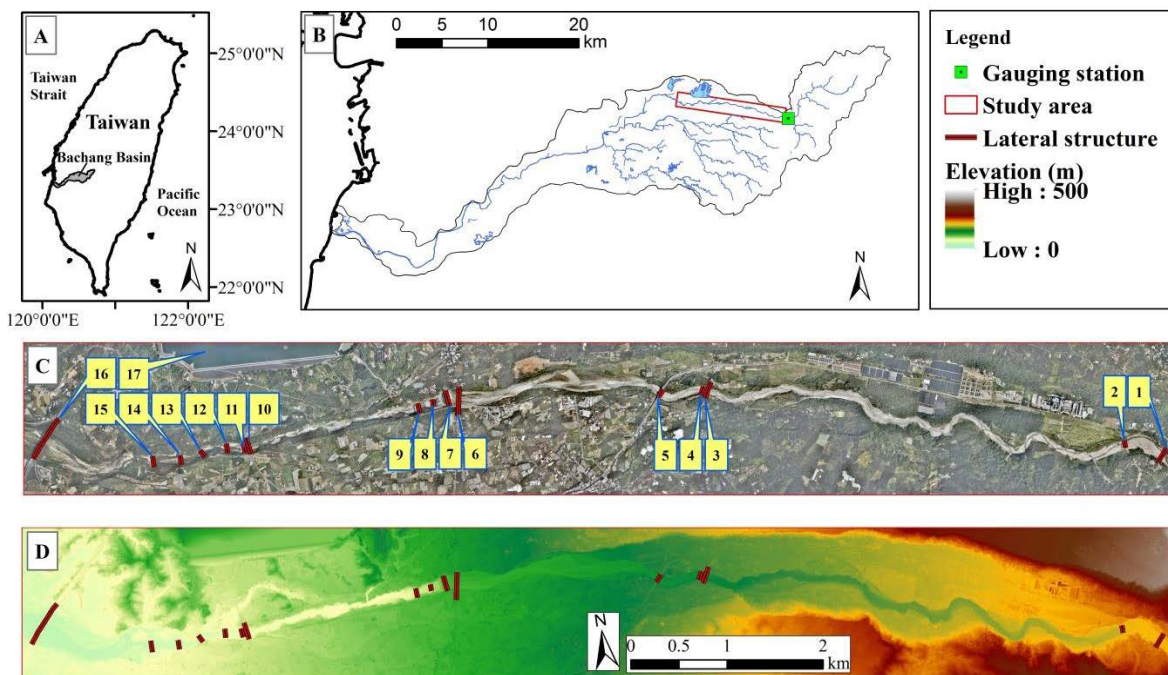 A
Taiwan
Strait
Taiwan
Bachang Basin
Pacific
Ocean
N
25°0'0"N
24°0'0"N
23°0'0"N
22°0'0"N
120°0'0"E
122°0'0"E
B
0 5 10 20
km
N
Legend
Gauging station
Study area
Lateral structure
Elevation (m)
High : 500
Low : 0
C
16 17
15 14 13 12 11 10
9 8 7 6
5 4 3
2 1
D
N
0 0.5 1 2
km